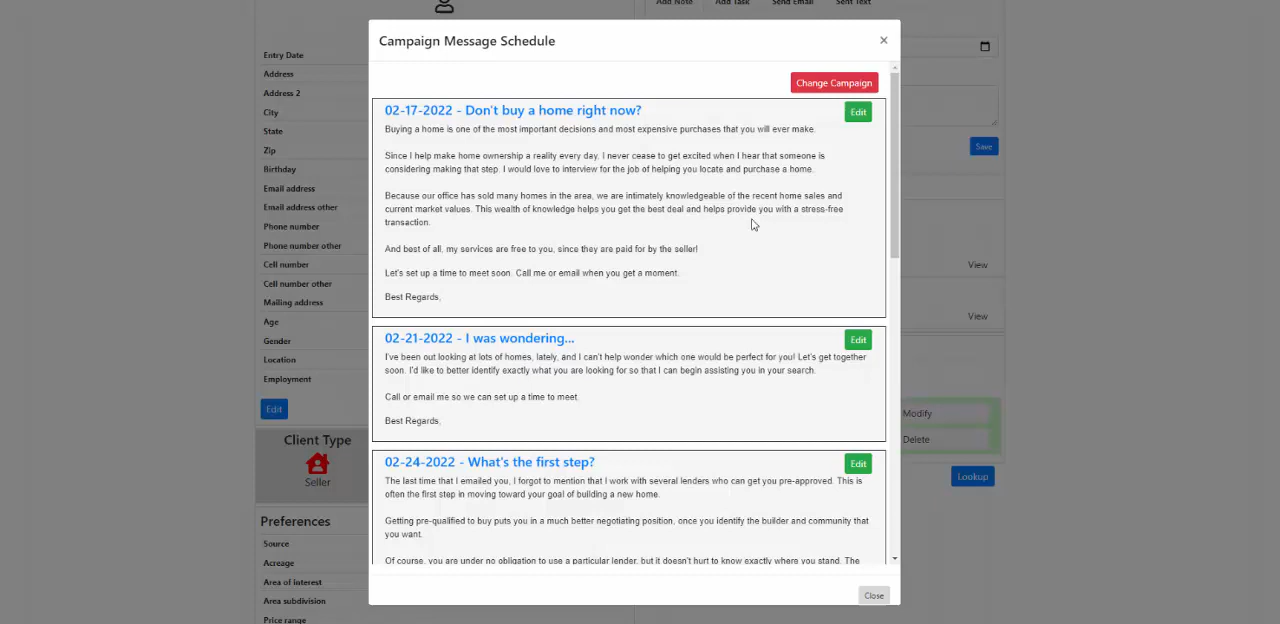 Add Note Add Task Send Email Sent Text
Campaign Message Schedule
×
Change Campaign
02-17-2022 - Don't buy a home right now?
Edit
Buying a home is one of the most important decisions and most expensive purchases that you will ever make.
Since I help make home ownership a reality every day, I never cease to get excited when I hear that someone is
considering making that step. I would love to interview for the job of helping you locate and purchase a home.
Because our office has sold many homes in the area, we are intimately knowledgeable of the recent home sales and
current market values. This wealth of knowledge helps you get the best deal and helps provide you with a stress-free
transaction.
And best of all, my services are free to you, since they are paid for by the seller!
Let's set up a time to meet soon. Call me or email when you get a moment.
Best Regards,
02-21-2022 - I was wondering...
Edit
I've been out looking at lots of homes, lately, and I can't help wonder which one would be perfect for you! Let's get together
soon. I'd like to better identify exactly what you are looking for so that I can begin assisting you in your search.
Call or email me so we can set up a time to meet.
Best Regards,
02-24-2022 - What's the first step?
Edit
The last time that I emailed you, I forgot to mention that I work with several lenders who can get you pre-approved. This is
often the first step in moving toward your goal of building a new home.
Getting pre-qualified to buy puts you in a much better negotiating position, once you identify the builder and community that
you want.
Of course, you are under no obligation to use a particular lender, but it doesn't hurt to know exactly where you stand. The
Close
Entry Date
Address
Address 2
City
State
Zip
Birthday
Email address
Email address other
Phone number
Phone number other
Cell number
Cell number other
Mailing address
Age
Gender
Location
Employment
Edit
Client Type
Seller
Preferences
Source
Acreage
Area of interest
Area subdivision
Price range
Save
View
View
Modify
Delete
Lookup